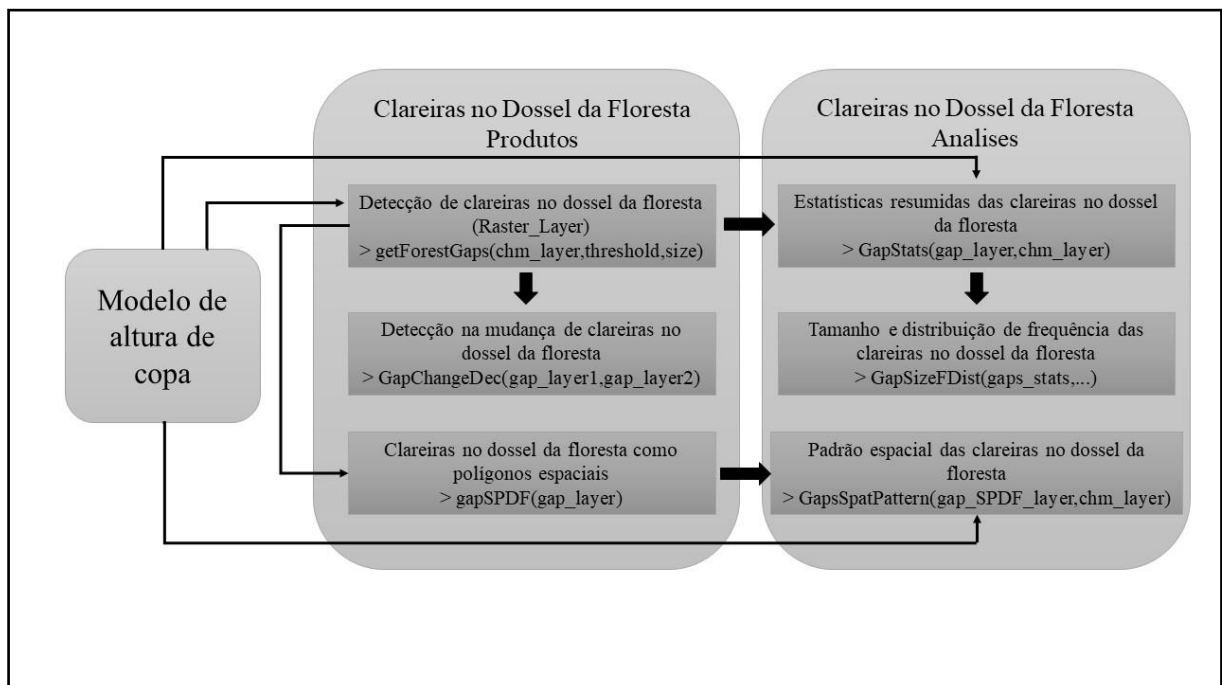 Modelo de
altura de
copa
Clareiras no Dossel da Floresta
Produtos
Detecção de clareiras no dossel da floresta
(Raster_Layer)
> getForestGaps(chm_layer,threshold,size)
Detecção na mudança de clareiras no
dossel da floresta
> GapChangeDec(gap_layer1,gap_layer2)
Clareiras no dossel da floresta como
polígonos espaciais
> gapSPDF(gap_layer)
Clareiras no Dossel da Floresta
Analises
Estatísticas resumidas das clareiras no dossel
da floresta
> GapStats(gap_layer,chm_layer)
Tamanho e distribuição de frequência das
clareiras no dossel da floresta
> GapSizeFDist(gaps_stats,...)
Padrão espacial das clareiras no dossel da
floresta
> GapsSpatPattern(gap_SPDF_layer,chm_layer)